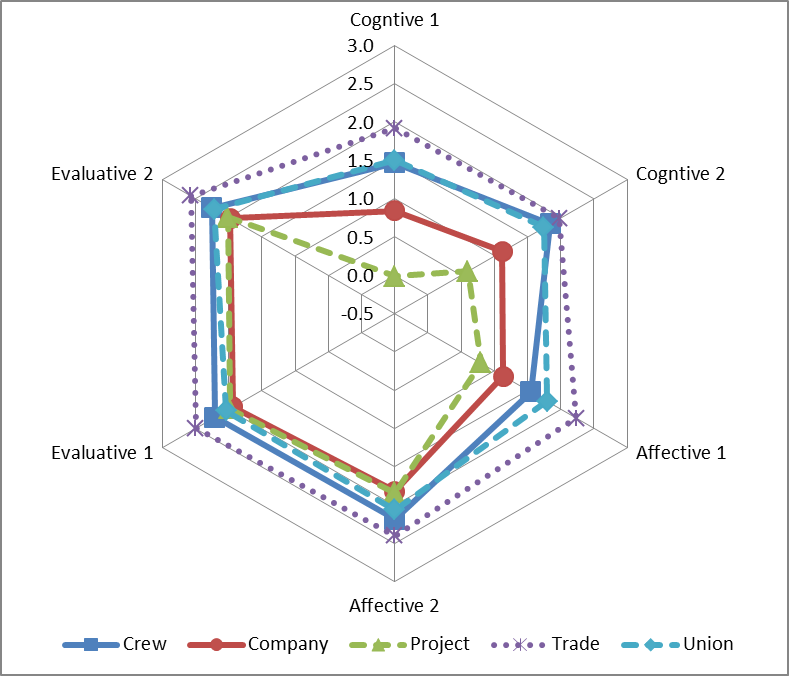 Cogntive 1
3.0
2.5
2.0
1.5
1.0
0.5
0.0
-0.5
Evaluative 2
Cogntive 2
Evaluative 1
Affective 1
Affective 2
Crew Company Project Trade Union